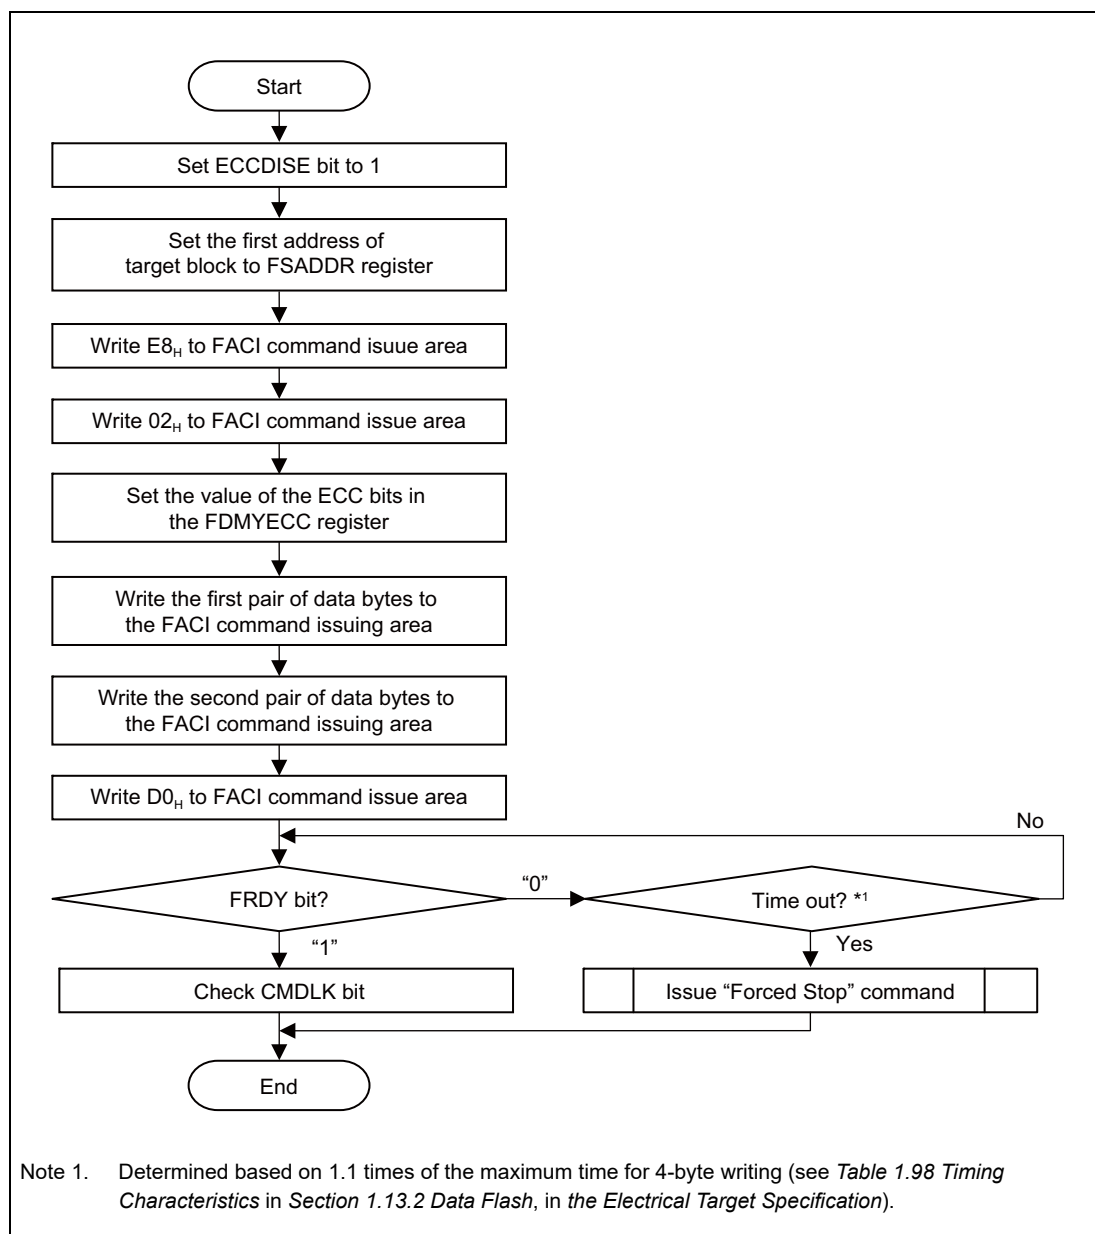 Start
Set ECCDISE bit to 1
Set the first address of
target block to FSADDR register
Write E8H to FACI command isuue area
Write 02H to FACI command issue area
Set the value of the ECC bits in
the FDMYECC register
Write the first pair of data bytes to
the FACI command issuing area
Write the second pair of data bytes to
the FACI command issuing area
Write D0H to FACI command issue area
No
FRDY bit?
“0”
Time out? *1
“1”
Yes
Check CMDLK bit
Issue “Forced Stop” command
End
Note 1. Determined based on 1.1 times of the maximum time for 4-byte writing (see Table 1.98 Timing
Characteristics in Section 1.13.2 Data Flash, in the Electrical Target Specification).